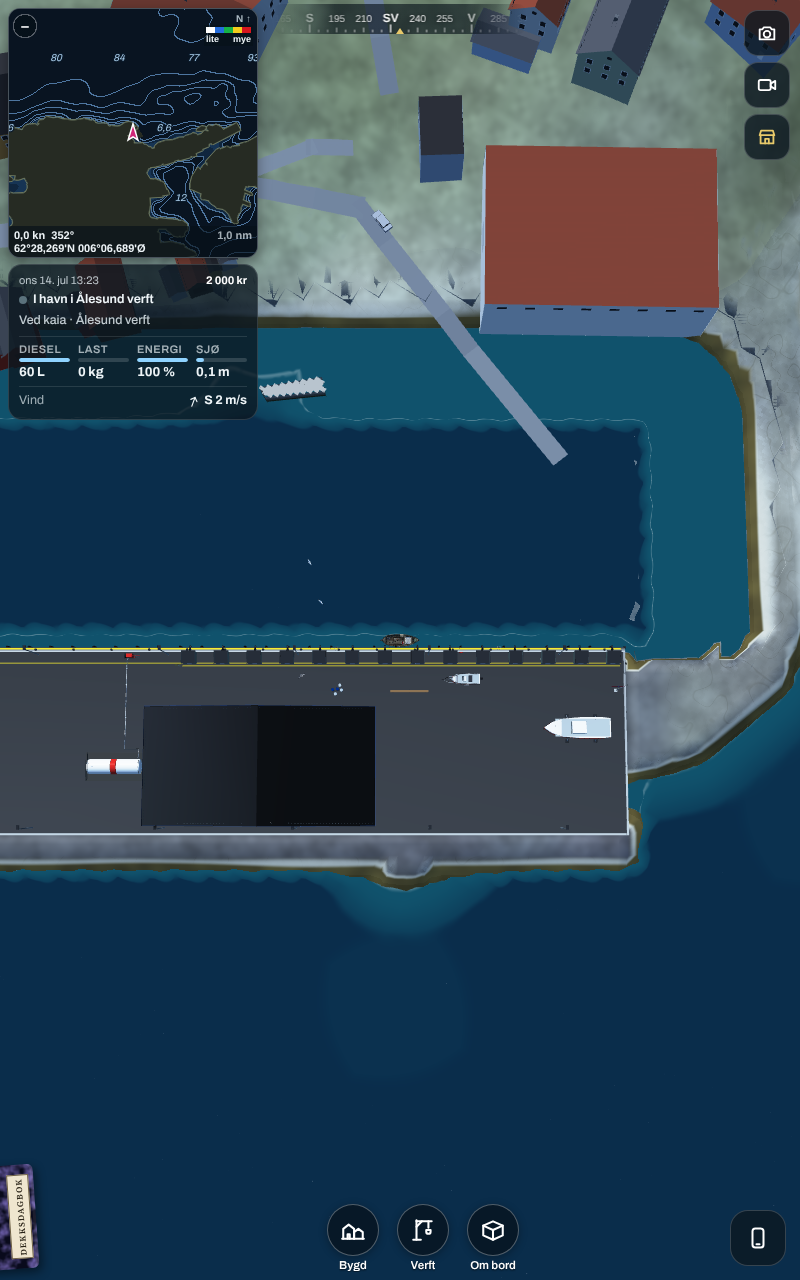 N ↑
lite mye
80 84 77 93
6,6
12
0,0 kn 352°
1,0 nm
62°28,269'N 006°06,689'Ø
S 195 210 SV 240 255 V 285
ons 14. jul 13:23
2 000 kr
I havn i Ålesund verft
Ved kaia · Ålesund verft
DIESEL LAST ENERGI SJØ
60 L 0 kg 100 % 0,1 m
Vind
S 2 m/s
DEKKSDAGBOK
Bygd Verft Om bord